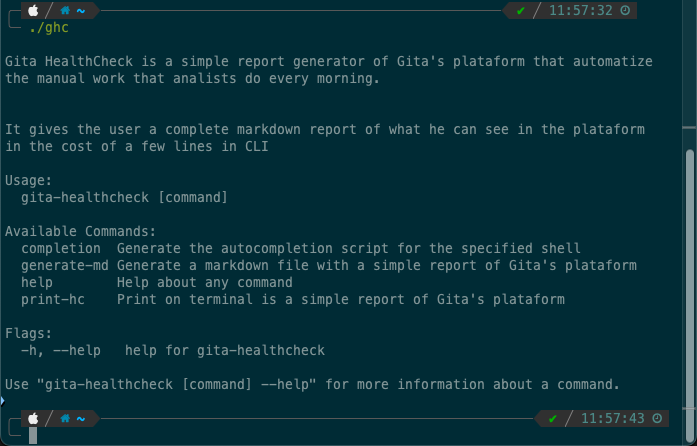 / ~ ✔ / 11:57:32
./ghc
Gita HealthCheck is a simple report generator of Gita's plataform that automatize
the manual work that analists do every morning.
It gives the user a complete markdown report of what he can see in the plataform
in the cost of a few lines in CLI
Usage:
gita-healthcheck [command]
Available Commands:
completion  Generate the autocompletion script for the specified shell
generate-md Generate a markdown file with a simple report of Gita's plataform
help        Help about any command
print-hc    Print on terminal is a simple report of Gita's plataform
Flags:
-h, --help   help for gita-healthcheck
Use "gita-healthcheck [command] --help" for more information about a command.
/ ~ ✔ / 11:57:43